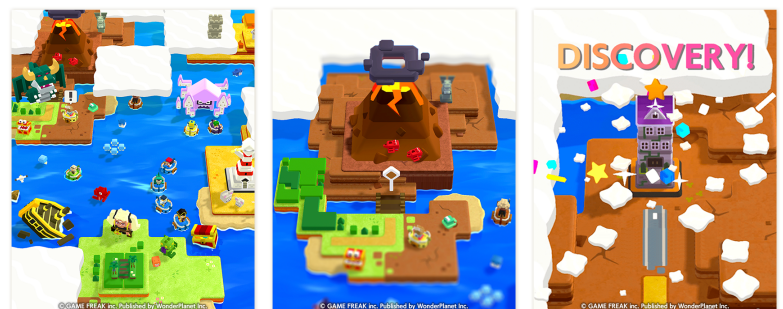 DISCOVERY!
© GAME FREAK inc. Published by WonderPlanet Inc.
© GAME FREAK inc. Published by WonderPlanet Inc.
© GAME FREAK inc. Published by WonderPlanet Inc.